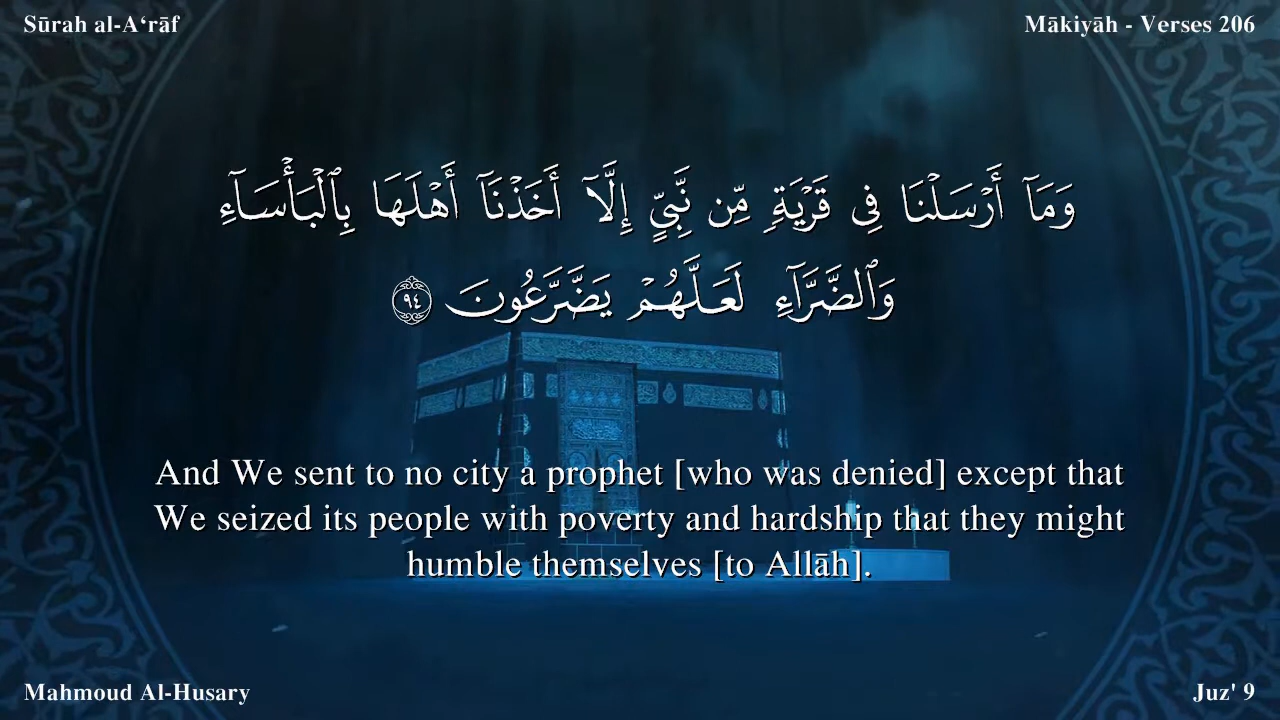 Sūrah al-A‘rāf
Mākiyāh - Verses 206
وَمَآ أَرۡسَلۡنَا فِي قَرۡيَةٖ مِّن نَّبِيٍّ إِلَّآ أَخَذۡنَآ أَهۡلَهَا بِٱلۡبَأۡسَآءِ
وَٱلضَّرَّآءِ لَعَلَّهُمۡ يَضَّرَّعُونَ ٩٤
And We sent to no city a prophet [who was denied] except that
We seized its people with poverty and hardship that they might
humble themselves [to Allāh].
Mahmoud Al-Husary
Juz' 9